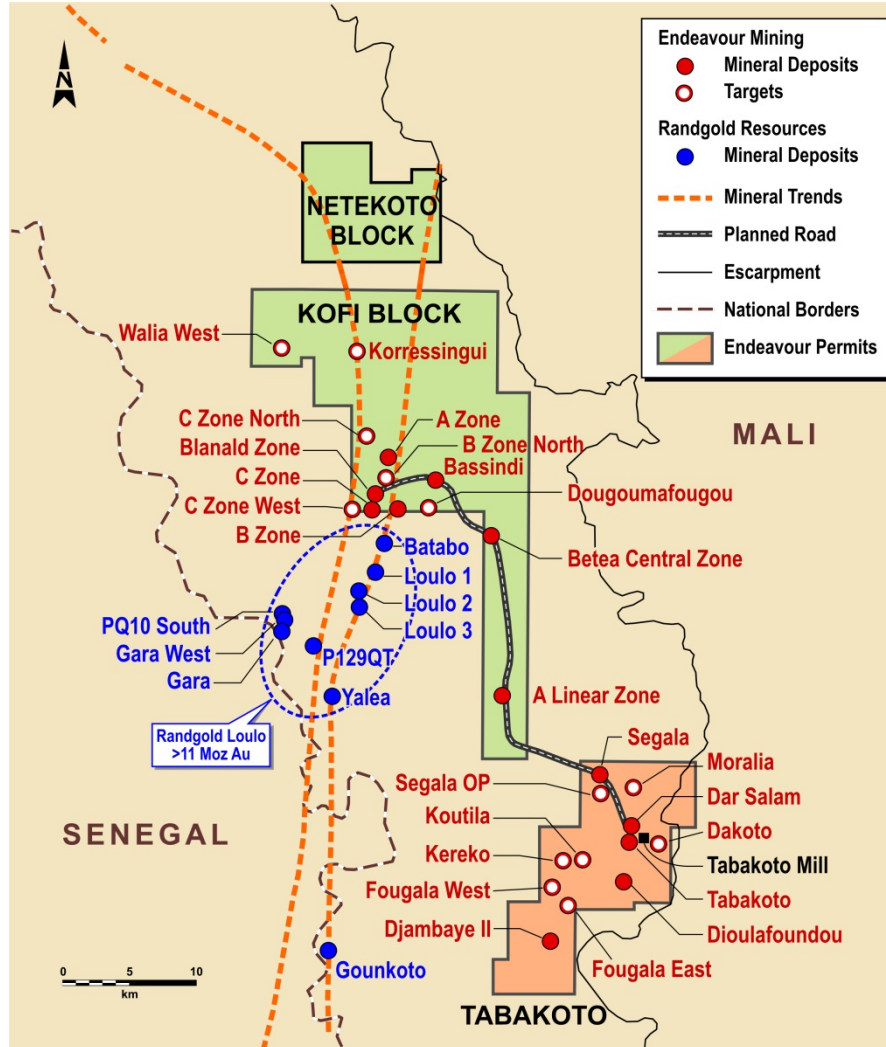 N
Endeavour Mining
Mineral Deposits
Targets
Randgold Resources
Mineral Deposits
Mineral Trends
Planned Road
Escarpment
National Borders
Endeavour Permits
NETEKOTO
BLOCK
KOFI BLOCK
Walia West
Korressingui
C Zone North
A Zone
MALI
Blanald Zone
B Zone North
C Zone
Bassindi
C Zone West
Dougoumafougou
B Zone
Batabo
Betea Central Zone
Loulo 1
Loulo 2
PQ10 South
Loulo 3
Gara West
P129QT
Gara
Yalea
A Linear Zone
Randgold Loulo
>11 Moz Au
Segala
Moralia
Segala OP
Dar Salam
Koutila
SENEGAL
Dakoto
Kereko
Tabakoto Mill
Fougala West
Tabakoto
Djambaye II
Dioulafoundou
Gounkoto
Fougala East
0 5 10
km
TABAKOTO